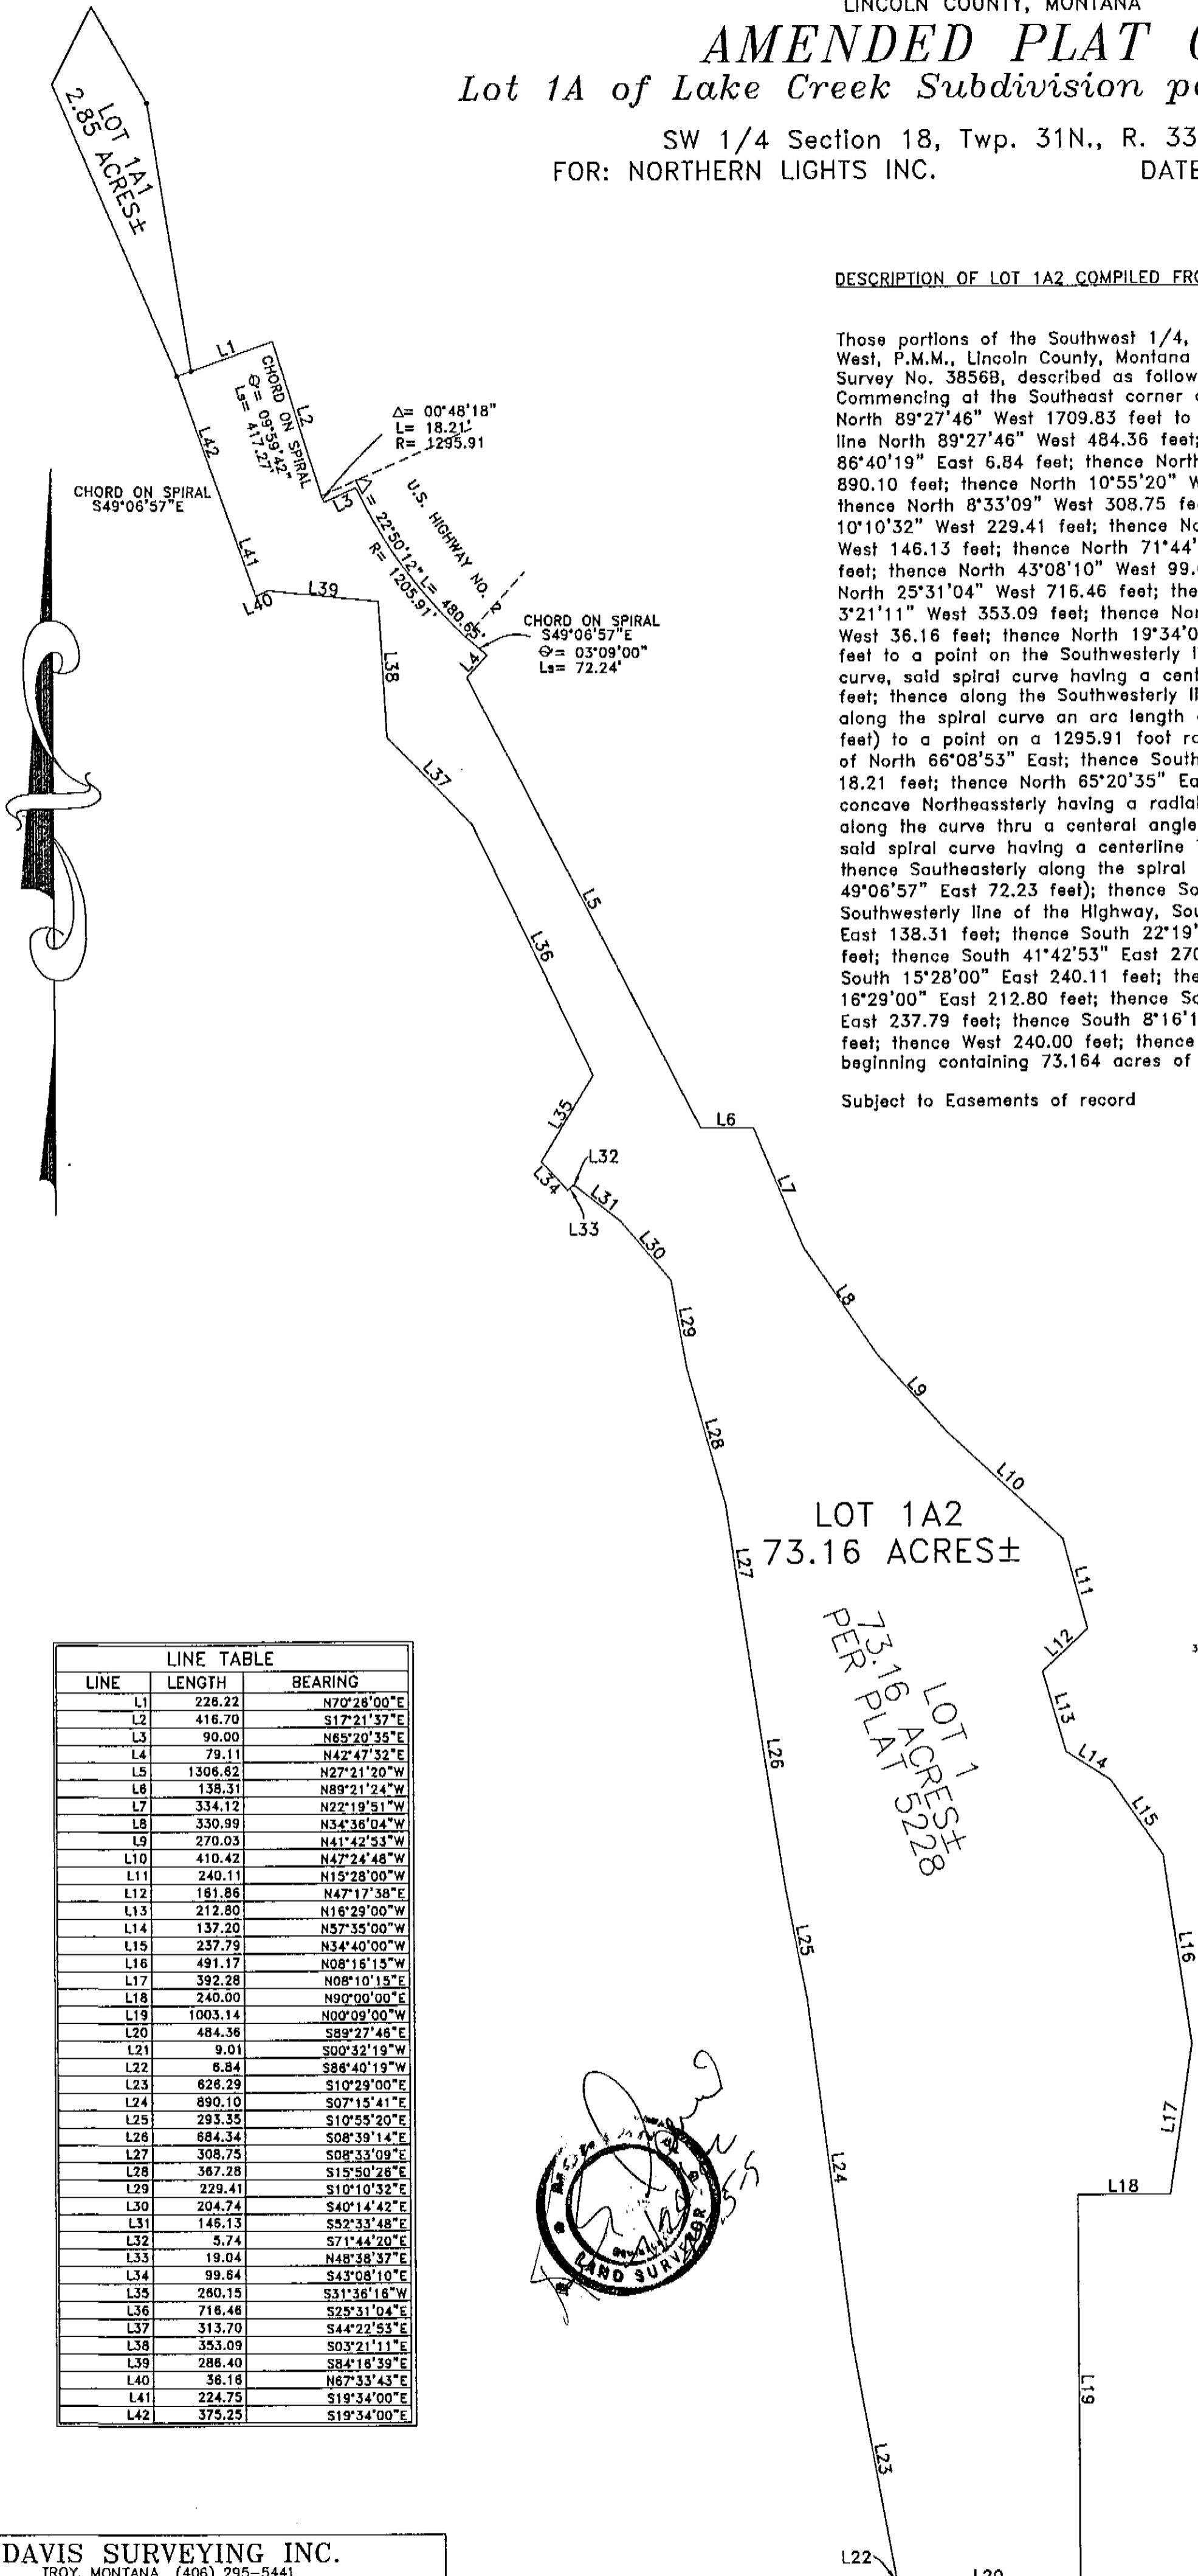 LINCOLN COUNTY, MONTANA
AMENDED PLAT
Lot 1A of Lake Creek Subdivision
SW 1/4 Section 18, Twp. 31N., R. 33
FOR: NORTHERN LIGHTS INC.
DATE
LOT 1A1
2.85 ACRES±
DESCRIPTION OF LOT 1A2 COMPILED
Those portions of the Southwest 1/4,
West, P.M.M., Lincoln County, Montana
Survey No. 3856B, described as
Commencing at the Southeast corner
North 89°27'46" West 1709.83 feet to
line North 89°27'46" West 484.36 feet;
86°40'19" East 6.84 feet; thence North
890.10 feet; thence North 10°55'20" W
thence North 8°33'09" West 308.75
10°10'32" West 229.41 feet; thence
West 146.13 feet; thence North 71°44'
feet; thence North 43°08'10" West 99.
North 25°31'04" West 716.46 feet;
3°21'11" West 353.09 feet; thence
West 36.16 feet; thence North 19°34'0
feet to a point on the Southwesterly
curve, said spiral curve having a
feet; thence along the Southwesterly
along the spiral curve an arc length
feet) to a point on a 1295.91 foot
of North 66°08'53" East; thence South
18.21 feet; thence North 65°20'35"
concave Northeassterly having a
along the curve thru a centeral angle
said spiral curve having a centerline
thence Southeasterly along the spiral
49°06'57" East 72.23 feet); thence
Southwesterly line of the Highway,
East 138.31 feet; thence South 22°19'
feet; thence South 41°42'53" East 270
South 15°28'00" East 240.11 feet;
16°29'00" East 212.80 feet; thence
East 237.79 feet; thence South 8°16'1
feet; thence West 240.00 feet; thence
beginning containing 73.164 acres of
Subject to Easements of record
L1
L2
CHORD ON SPIRAL
Ɵ= 09°59'42"
Ls= 417.27'
Δ= 00°48'18"
L= 18.21'
R= 1295.91
L42
CHORD ON SPIRAL
S49°06'57"E
L3
U.S. HIGHWAY NO. 2
Δ= 22°50'12" L= 480.65'
R= 1205.91'
L41
L40
L39
CHORD ON SPIRAL
S49°06'57"E
Ɵ= 03°09'00"
Ls= 72.24'
L4
L38
L37
L5
L36
L35
L6
L34
L32
L31
L33
L7
L30
L8
L29
L9
L28
L10
LOT 1A2
73.16 ACRES±
L27
L11
L12
LOT 1
73.16 ACRES±
PER PLAT 5228
L13
L14
L26
L15
L25
L16
L17
L24
L18
L19
L23
L22
L20
LINE TABLE
LINE LENGTH BEARING
L1 226.22 N70°26'00"E
L2 416.70 S17°21'37"E
L3 90.00 N65°20'35"E
L4 79.11 N42°47'32"E
L5 1306.62 N27°21'20"W
L6 138.31 N89°21'24"W
L7 334.12 N22°19'51"W
L8 330.99 N34°36'04"W
L9 270.03 N41°42'53"W
L10 410.42 N47°24'48"W
L11 240.11 N15°28'00"W
L12 161.86 N47°17'38"E
L13 212.80 N16°29'00"W
L14 137.20 N57°35'00"W
L15 237.79 N34°40'00"W
L16 491.17 N08°16'15"W
L17 392.28 N08°10'15"E
L18 240.00 N90°00'00"E
L19 1003.14 N00°09'00"W
L20 484.36 S89°27'46"E
L21 9.01 S00°32'19"W
L22 6.84 S86°40'19"W
L23 626.29 S10°29'00"E
L24 890.10 S07°15'41"E
L25 293.35 S10°55'20"E
L26 684.34 S08°39'14"E
L27 308.75 S08°33'09"E
L28 367.28 S15°50'26"E
L29 229.41 S10°10'32"E
L30 204.74 S40°14'42"E
L31 146.13 S52°33'48"E
L32 5.74 S71°44'20"E
L33 19.04 N48°38'37"E
L34 99.64 S43°08'10"E
L35 260.15 S31°36'16"W
L36 716.46 S25°31'04"E
L37 313.70 S44°22'53"E
L38 353.09 S03°21'11"E
L39 286.40 S84°16'39"E
L40 36.16 N67°33'43"E
L41 224.75 S19°34'00"E
L42 375.25 S19°34'00"E
LAND SURVEYOR
DAVIS SURVEYING INC.
TROY, MONTANA (406) 295-5441